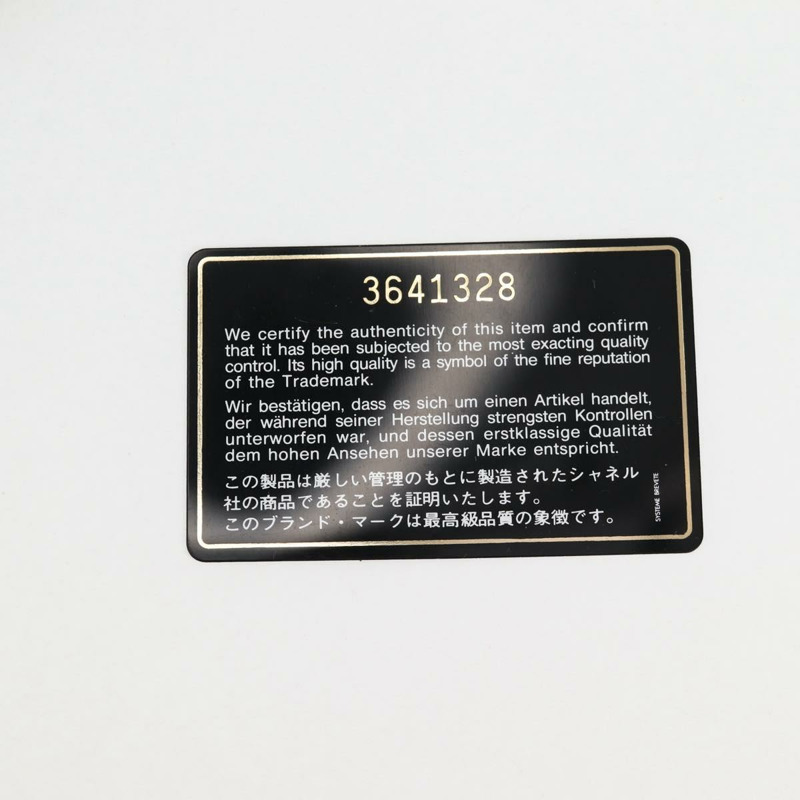 3641328
We certify the authenticity of this item and confirm
that it has been subjected to the most exacting quality
control. Its high quality is a symbol of the fine reputation
of the Trademark.
Wir bestätigen, dass es sich um einen Artikel handelt,
der während seiner Herstellung strengsten Kontrollen
unterworfen war, und dessen erstklassige Qualität
dem hohen Ansehen unserer Marke entspricht.
この製品は厳しい管理のもとに製造されたシャネル
社の商品であることを証明いたします。
このブランド・マークは最高級品質の象徴です。
SYSTEME BREVETE